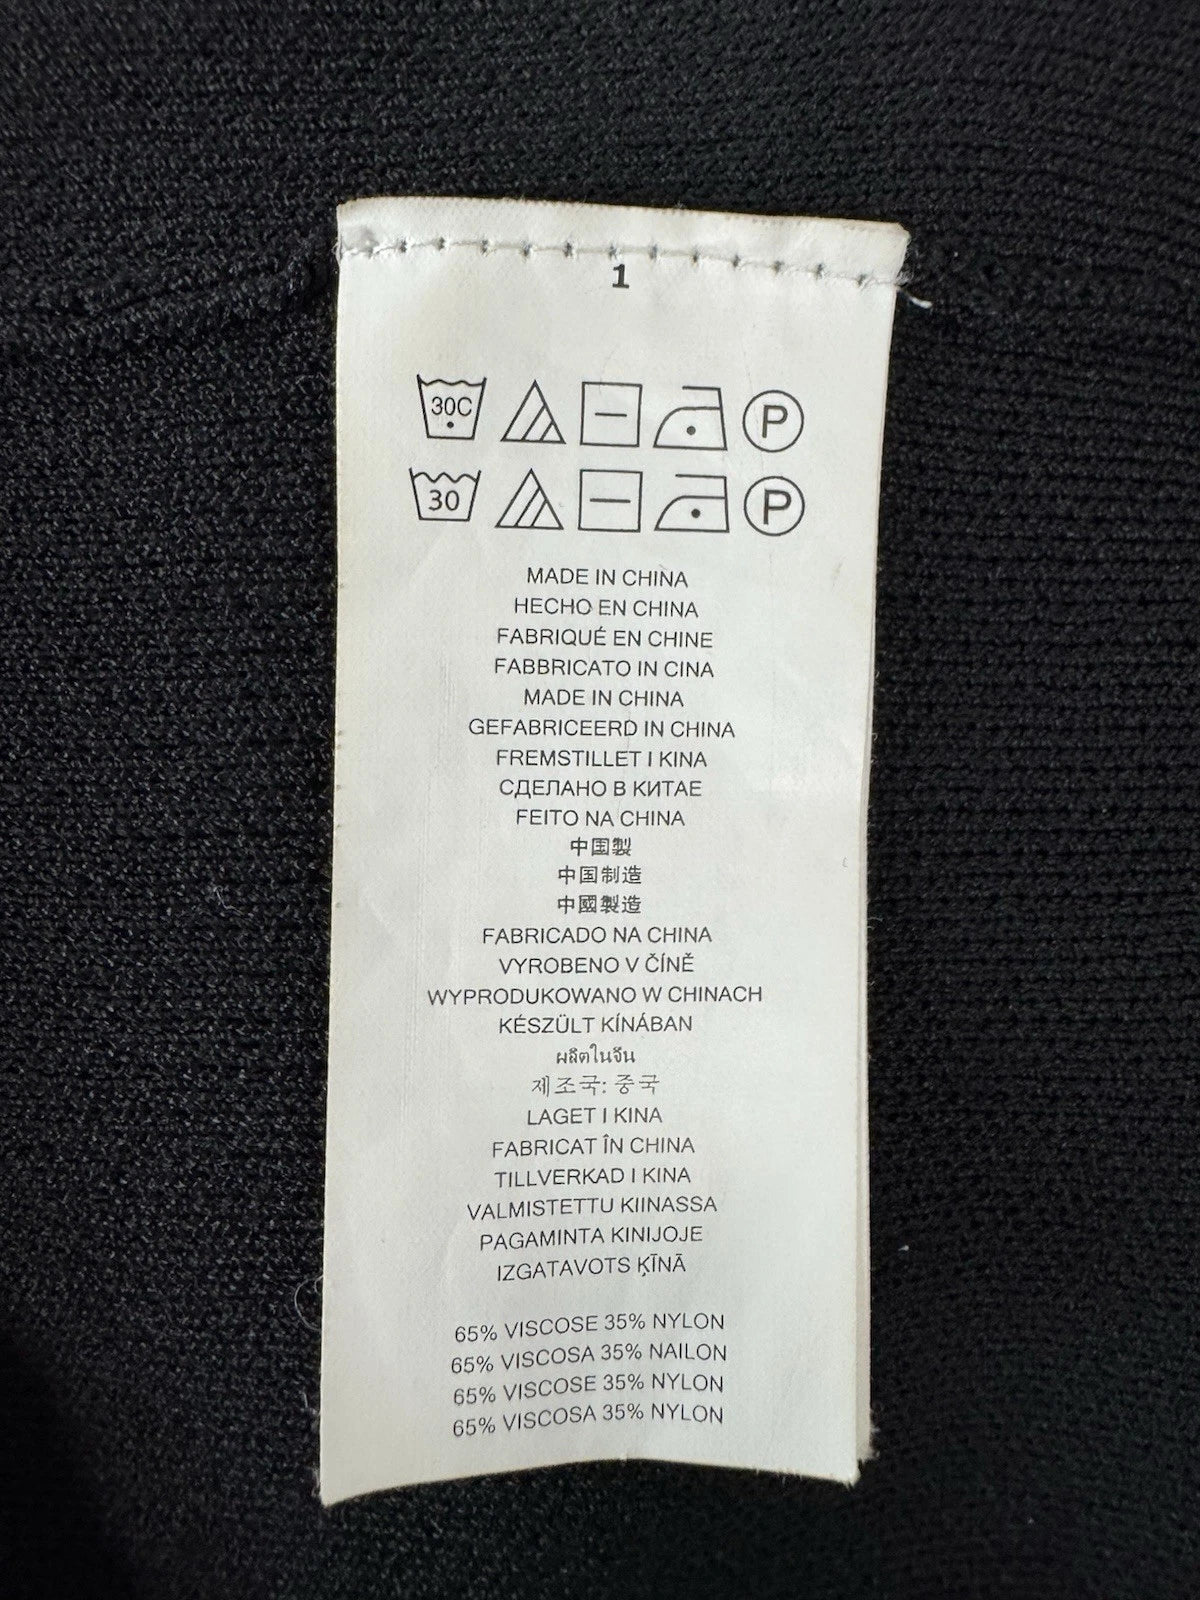 1
30C P
30 P
MADE IN CHINA
HECHO EN CHINA
FABRIQUÉ EN CHINE
FABBRICATO IN CINA
MADE IN CHINA
GEFABRICEERD IN CHINA
FREMSTILLET I KINA
СДЕЛАНО В КИТАЕ
FEITO NA CHINA
中国製
中国制造
中國製造
FABRICADO NA CHINA
VYROBENO V ČÍNĚ
WYPRODUKOWANO W CHINACH
KÉSZÜLT KÍNÁBAN
ผลิตในจีน
제조국: 중국
LAGET I KINA
FABRICAT ÎN CHINA
TILLVERKAD I KINA
VALMISTETTU KIINASSA
PAGAMINTA KINIJOJE
IZGATAVOTS ĶĪNĀ
65% VISCOSE 35% NYLON
65% VISCOSA 35% NAILON
65% VISCOSE 35% NYLON
65% VISCOSA 35% NYLON